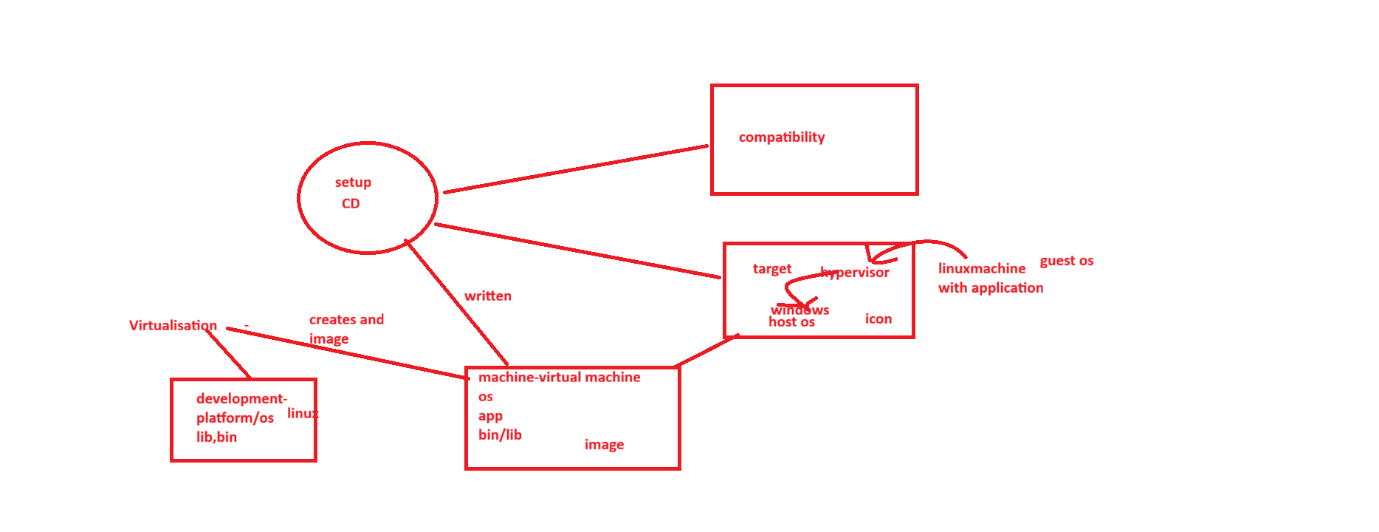 compatibility
setup
CD
target
hypervisor
linuxmachine
with application
guest os
windows
host os
icon
written
Virtualisation -
creates and
image
machine-virtual machine
os
app
bin/lib
image
development-
platform/os
linux
lib,bin